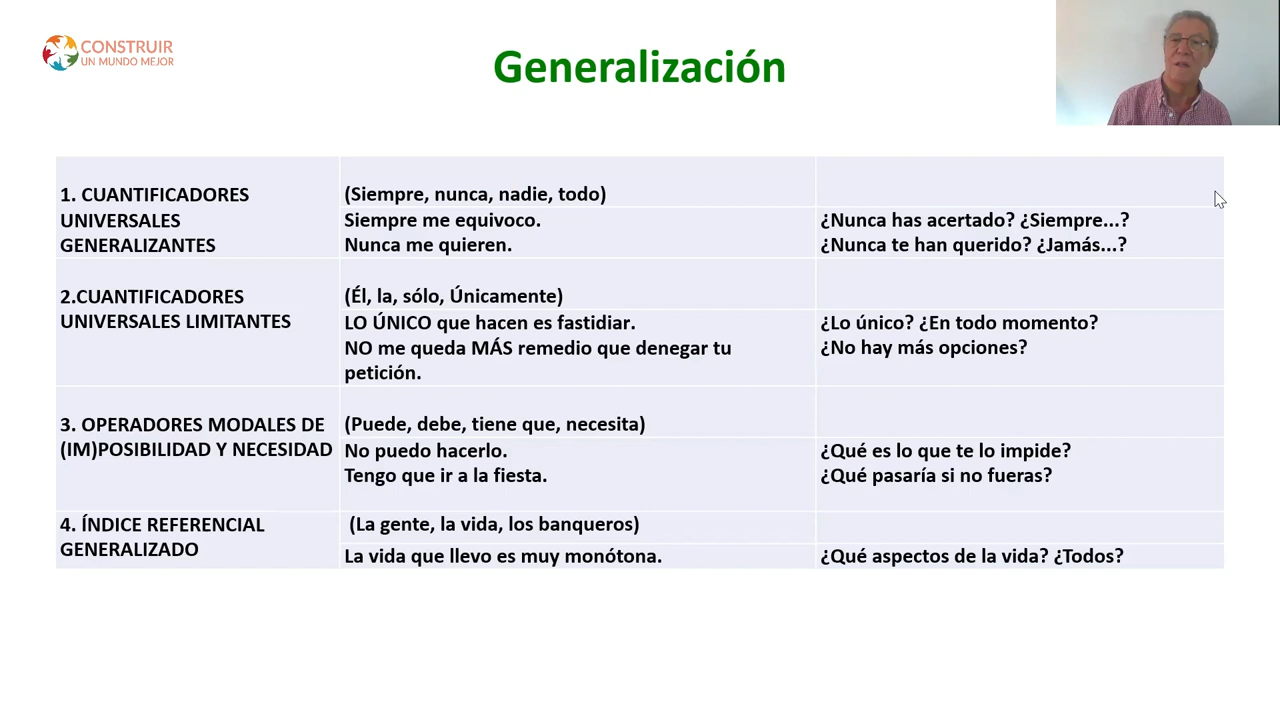 CONSTRUIR
UN MUNDO MEJOR
Generalización
1. CUANTIFICADORES
UNIVERSALES
GENERALIZANTES
(Siempre, nunca, nadie, todo)
Siempre me equivoco.
Nunca me quieren.
¿Nunca has acertado? ¿Siempre...?
¿Nunca te han querido? ¿Jamás...?
2.CUANTIFICADORES
UNIVERSALES LIMITANTES
(Él, la, sólo, Únicamente)
LO ÚNICO que hacen es fastidiar.
NO me queda MÁS remedio que denegar tu
petición.
¿Lo único? ¿En todo momento?
¿No hay más opciones?
3. OPERADORES MODALES DE
(IM)POSIBILIDAD Y NECESIDAD
(Puede, debe, tiene que, necesita)
No puedo hacerlo.
Tengo que ir a la fiesta.
¿Qué es lo que te lo impide?
¿Qué pasaría si no fueras?
4. ÍNDICE REFERENCIAL
GENERALIZADO
(La gente, la vida, los banqueros)
La vida que llevo es muy monótona.
¿Qué aspectos de la vida? ¿Todos?